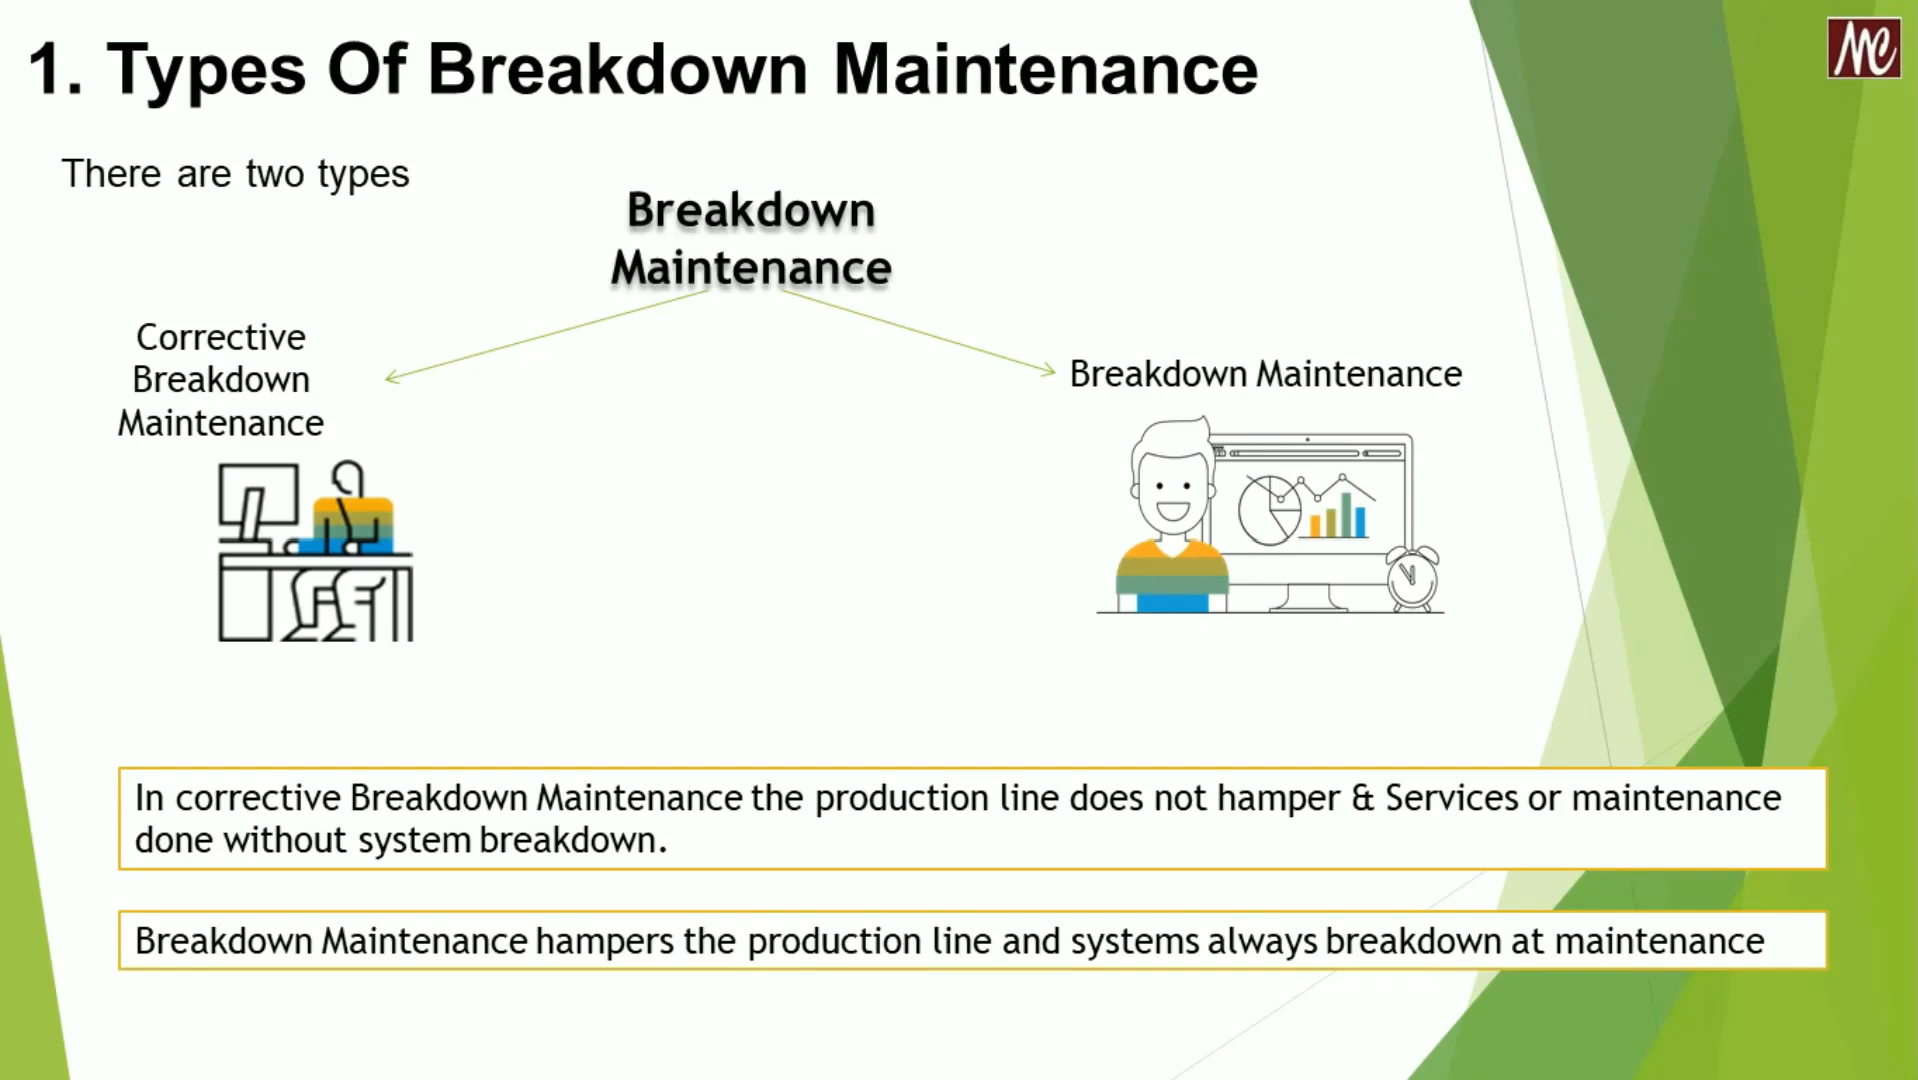 1. Types Of Breakdown Maintenance
There are two types
Breakdown
Maintenance
Corrective
Breakdown
Maintenance
Breakdown Maintenance
In corrective Breakdown Maintenance the production line does not hamper & Services or maintenance
done without system breakdown.
Breakdown Maintenance hampers the production line and systems always breakdown at maintenance